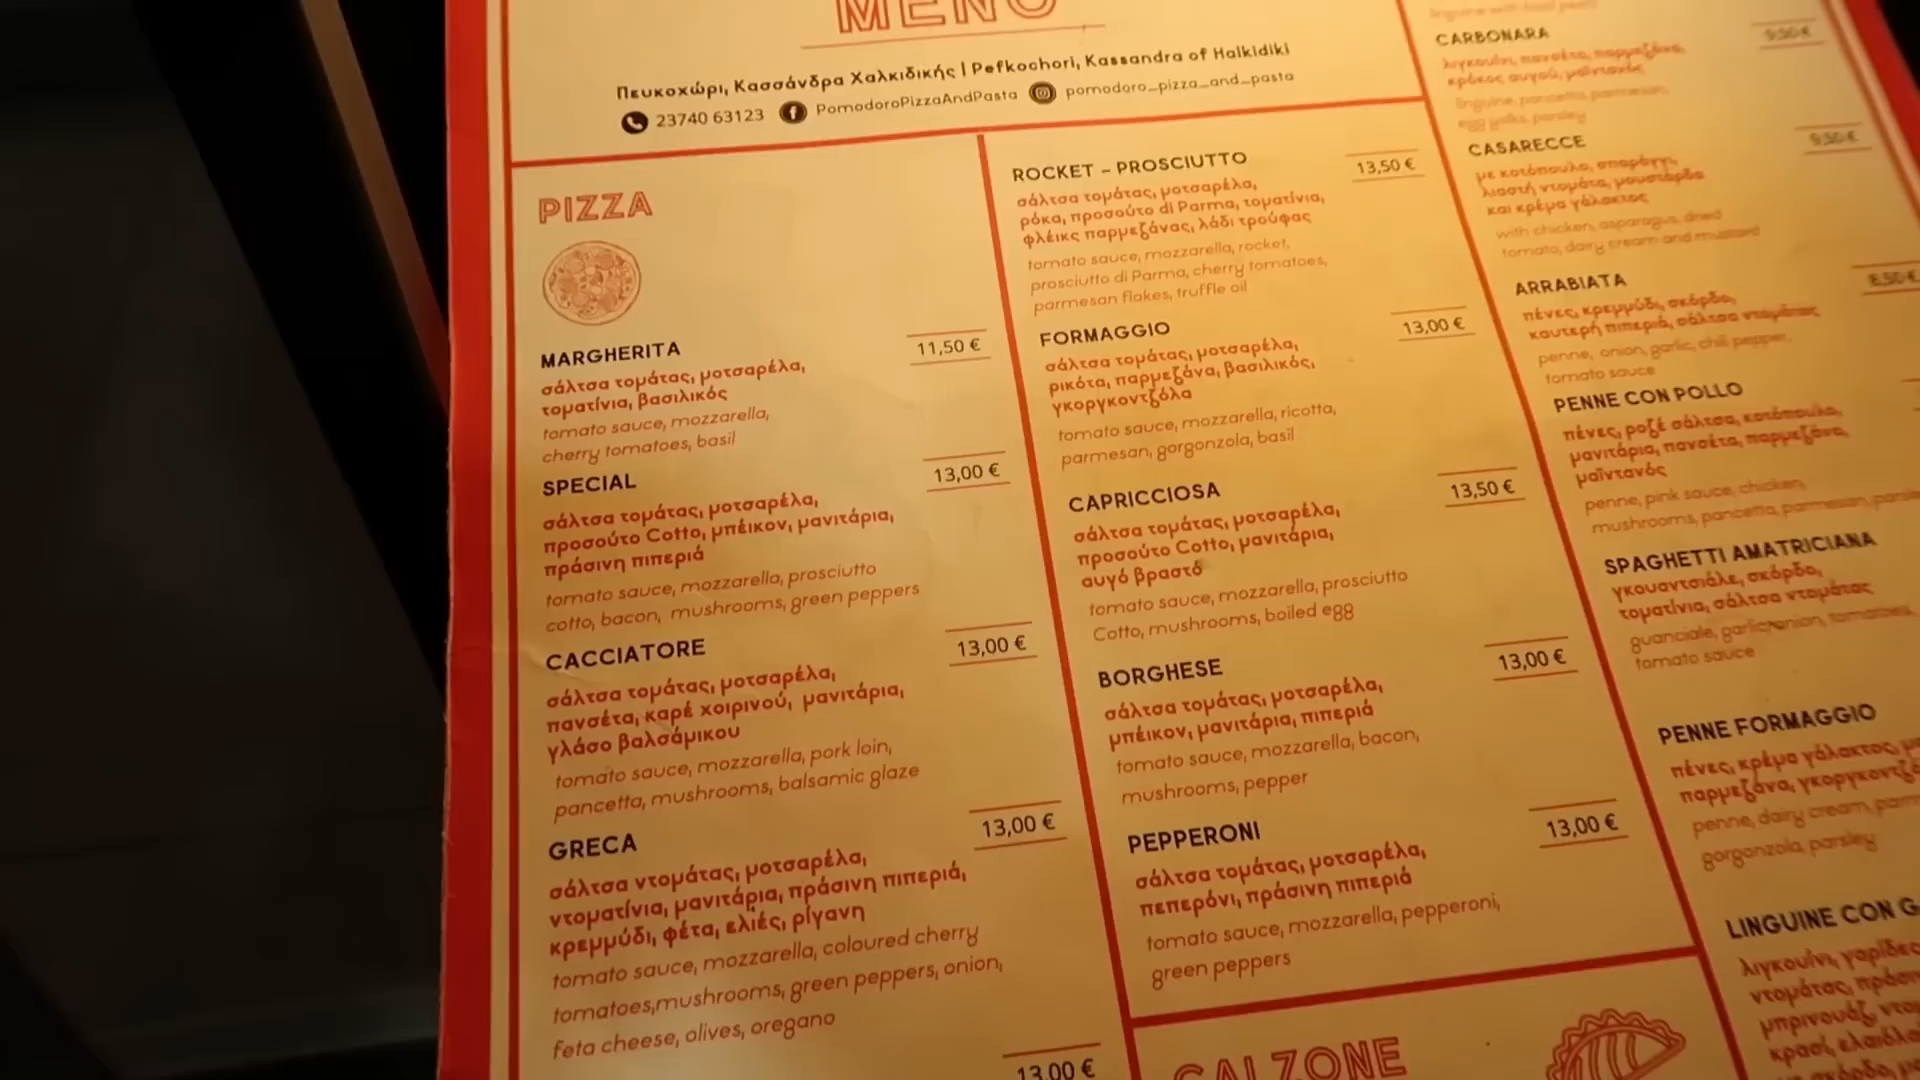 MENU
Πευκοχώρι, Κασσάνδρα Χαλκιδικής | Pefkochori, Kassandra of Halkidiki
23740 63123 PomodoroPizzaAndPasta pomodoro_pizza_and_pasta
PIZZA
MARGHERITA 11,50 €
σάλτσα τομάτας, μοτσαρέλα,
τοματίνια, βασιλικός
tomato sauce, mozzarella,
cherry tomatoes, basil
SPECIAL 13,00 €
σάλτσα τομάτας, μοτσαρέλα,
προσούτο Cotto, μπέικον, μανιτάρια,
πράσινη πιπεριά
tomato sauce, mozzarella, prosciutto
cotto, bacon, mushrooms, green peppers
CACCIATORE 13,00 €
σάλτσα τομάτας, μοτσαρέλα,
πανσέτα, καρέ χοιρινού, μανιτάρια,
γλάσο βαλσάμικου
tomato sauce, mozzarella, pork loin,
pancetta, mushrooms, balsamic glaze
GRECA 13,00 €
σάλτσα ντομάτας, μοτσαρέλα,
ντοματίνια, μανιτάρια, πράσινη πιπεριά,
κρεμμύδι, φέτα, ελιές, ρίγανη
tomato sauce, mozzarella, coloured cherry
tomatoes,mushrooms, green peppers, onion,
feta cheese, olives, oregano
13,00 €
ROCKET – PROSCIUTTO 13,50 €
σάλτσα τομάτας, μοτσαρέλα,
ρόκα, προσούτο di Parma, τοματίνια,
φλέικς παρμεζάνας, λάδι τρούφας
tomato sauce, mozzarella, rocket,
prosciutto di Parma, cherry tomatoes,
parmesan flakes, truffle oil
FORMAGGIO 13,00 €
σάλτσα τομάτας, μοτσαρέλα,
ρικότα, παρμεζάνα, βασιλικός,
γκοργκοντζόλα
tomato sauce, mozzarella, ricotta,
parmesan, gorgonzola, basil
CAPRICCIOSA 13,50 €
σάλτσα τομάτας, μοτσαρέλα,
προσούτο Cotto, μανιτάρια,
αυγό βραστό
tomato sauce, mozzarella, prosciutto
Cotto, mushrooms, boiled egg
BORGHESE 13,00 €
σάλτσα τομάτας, μοτσαρέλα,
μπέικον, μανιτάρια, πιπεριά
tomato sauce, mozzarella, bacon,
mushrooms, pepper
PEPPERONI 13,00 €
σάλτσα τομάτας, μοτσαρέλα,
πεπερόνι, πράσινη πιπεριά
tomato sauce, mozzarella, pepperoni,
green peppers
CALZONE
CARBONARA 9,50 €
λιγκουίνι, πανσέτα, παρμεζάνα,
κρόκος αυγού, μαϊντανός
linguine, pancetta, parmesan,
egg yolks, parsley
CASARECCE 9,50 €
με κοτόπουλο, σπαράγγι,
λιαστή ντομάτα, μουστάρδα
και κρέμα γάλακτος
with chicken, asparagus, dried
tomato, dairy cream and mustard
ARRABIATA 8,50 €
πένες, κρεμμύδι, σκόρδο,
καυτερή πιπεριά, σάλτσα ντομάτας
penne, onion, garlic, chili pepper,
tomato sauce
PENNE CON POLLO
πένες, ροζέ σάλτσα, κοτόπουλο,
μανιτάρια, πανσέτα, παρμεζάνα,
μαϊντανός
penne, pink sauce, chicken,
mushrooms, pancetta, parmesan,
SPAGHETTI AMATRICIANA
γκουαντσιάλε, σκόρδο,
τοματίνια, σάλτσα ντομάτας
guanciale, garlic, onion, tomatoes,
tomato sauce
PENNE FORMAGGIO
πένες, κρέμα γάλακτος,
παρμεζάνα,
penne, dairy cream,
gorgonzola, parsley
LINGUINE CON
λιγκουίνι, γαρίδες